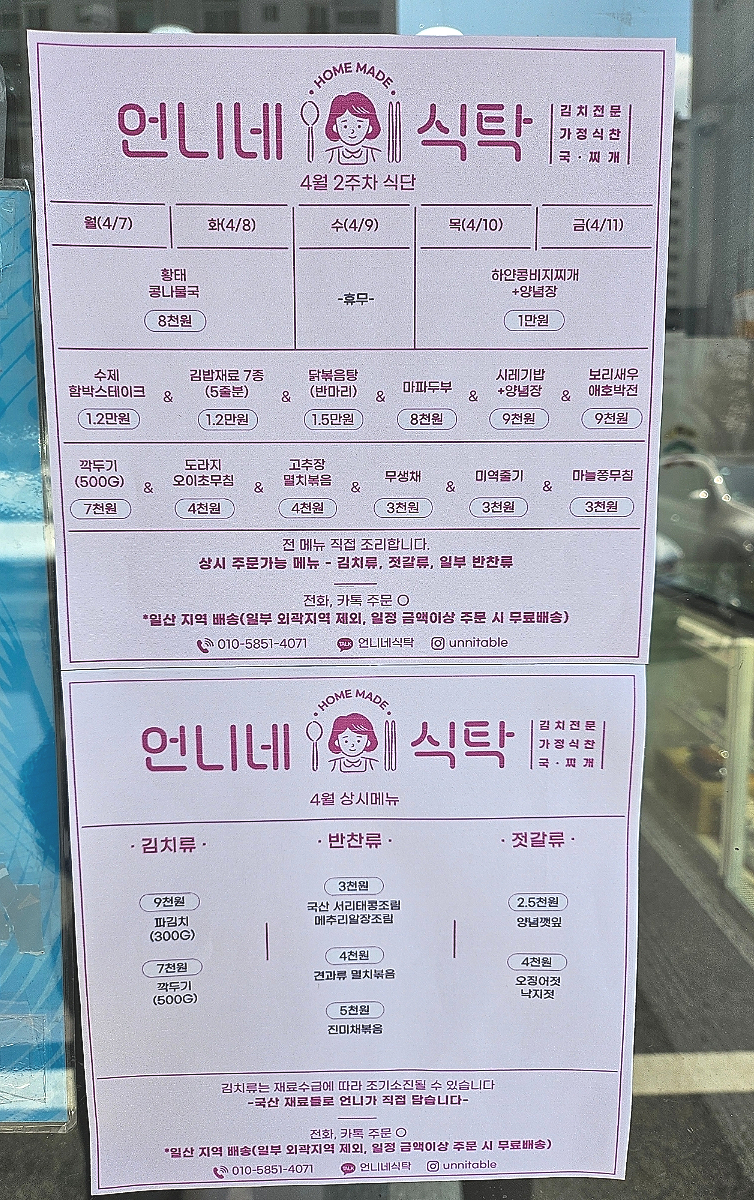 HOME MADE
언니네 식탁
김치전문
가정식찬
국·찌개
4월 2주차 식단
월(4/7) 화(4/8) 수(4/9) 목(4/10) 금(4/11)
황태
콩나물국
8천원
-휴무-
하얀콩비지찌개
+양념장
1만원
수제
함박스테이크
1.2만원
&
김밥재료 7종
(5줄분)
1.2만원
&
닭볶음탕
(반마리)
1.5만원
&
마파두부
8천원
&
시레기밥
+양념장
9천원
&
보리새우
애호박전
9천원
깍두기
(500G)
7천원
&
도라지
오이초무침
4천원
&
고추장
멸치볶음
4천원
&
무생채
3천원
&
미역줄기
3천원
&
마늘쫑무침
3천원
전 메뉴 직접 조리합니다.
상시 주문가능 메뉴 - 김치류, 젓갈류, 일부 반찬류
전화, 카톡 주문 O
*일산 지역 배송(일부 외곽지역 제외, 일정 금액이상 주문 시 무료배송)
010-5851-4071 TALK 언니네식탁 unnitable
HOME MADE
언니네 식탁
김치전문
가정식찬
국·찌개
4월 상시메뉴
· 김치류 ·
9천원
파김치
(300G)
7천원
깍두기
(500G)
· 반찬류 ·
3천원
국산 서리태콩조림
메추리알장조림
4천원
견과류 멸치볶음
5천원
진미채볶음
· 젓갈류 ·
2.5천원
양념깻잎
4천원
오징어젓
낙지젓
김치류는 재료수급에 따라 조기소진될 수 있습니다
-국산 재료들로 언니가 직접 담습니다-
전화, 카톡 주문 O
*일산 지역 배송(일부 외곽지역 제외, 일정 금액이상 주문 시 무료배송)
010-5851-4071 TALK 언니네식탁 unnitable